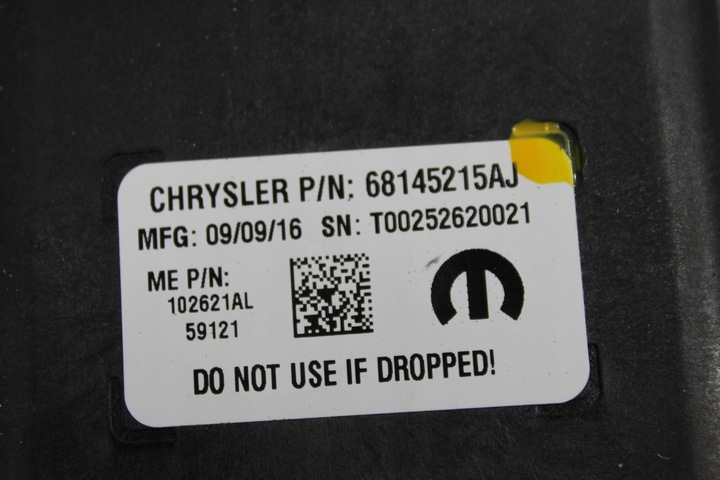 CHRYSLER P/N: 68145215AJ
MFG: 09/09/16 SN: T00252620021
ME P/N:
102621AL
59121
DO NOT USE IF DROPPED!